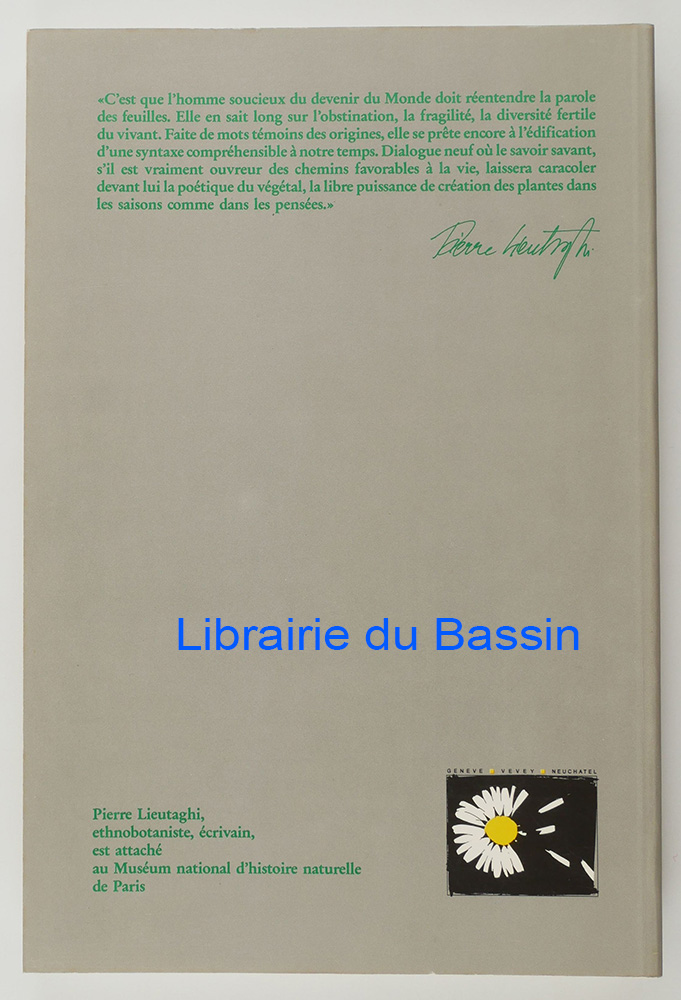 «C'est que l'homme soucieux du devenir du Monde doit réentendre la parole
des feuilles. Elle en sait long sur l'obstination, la fragilité, la diversité fertile
du vivant. Faite de mots témoins des origines, elle se prête encore à l'édification
d'une syntaxe compréhensible à notre temps. Dialogue neuf où le savoir savant,
s'il est vraiment ouvreur des chemins favorables à la vie, laissera caracoler
devant lui la poétique du végétal, la libre puissance de création des plantes dans
les saisons comme dans les pensées.»
Pierre Lieutaghi
Librairie du Bassin
GENÈVE VEVEY NEUCHATEL
Pierre Lieutaghi,
ethnobotaniste, écrivain,
est attaché
au Muséum national d'histoire naturelle
de Paris